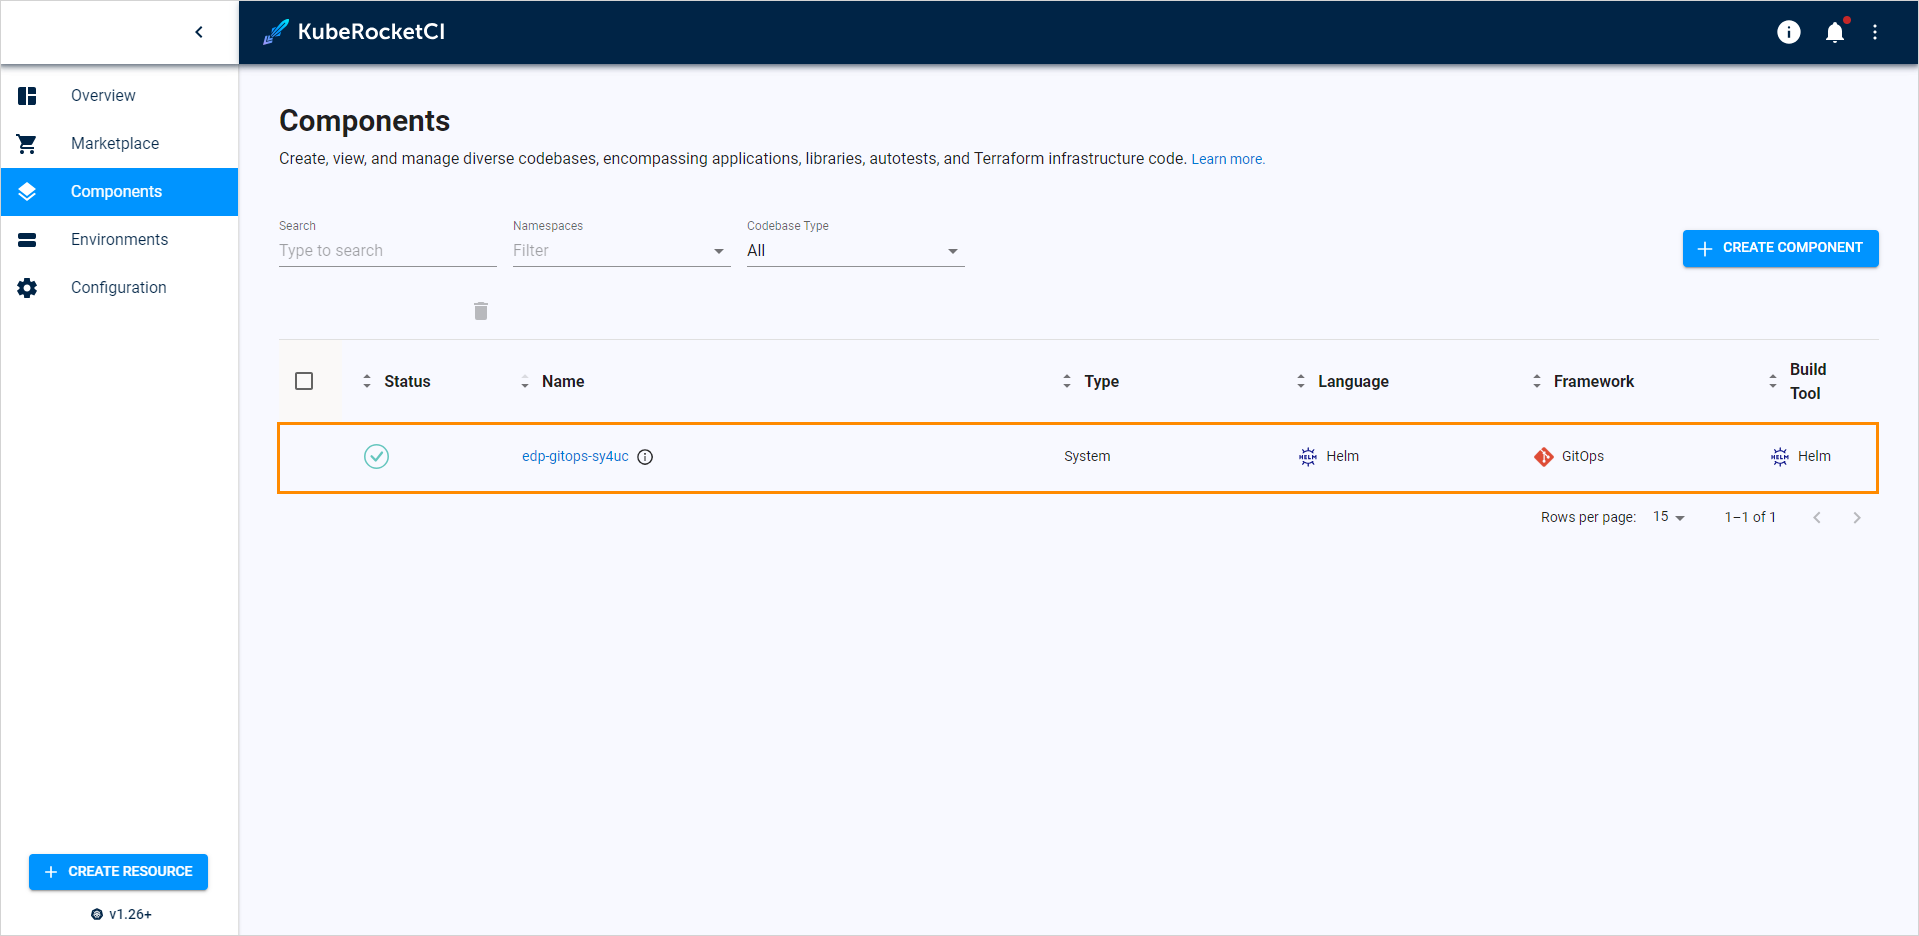 KubeRocketCI
Overview
Marketplace
Components
Environments
Configuration
CREATE RESOURCE
v1.26+
Components
Create, view, and manage diverse codebases, encompassing applications, libraries, autotests, and Terraform infrastructure code. Learn more.
Search
Type to search
Namespaces
Filter
Codebase Type
All
CREATE COMPONENT
Status
Name
Type
Language
Framework
Build
Tool
edp-gitops-sy4uc
System
HELM Helm
GitOps
HELM Helm
Rows per page: 15
1–1 of 1